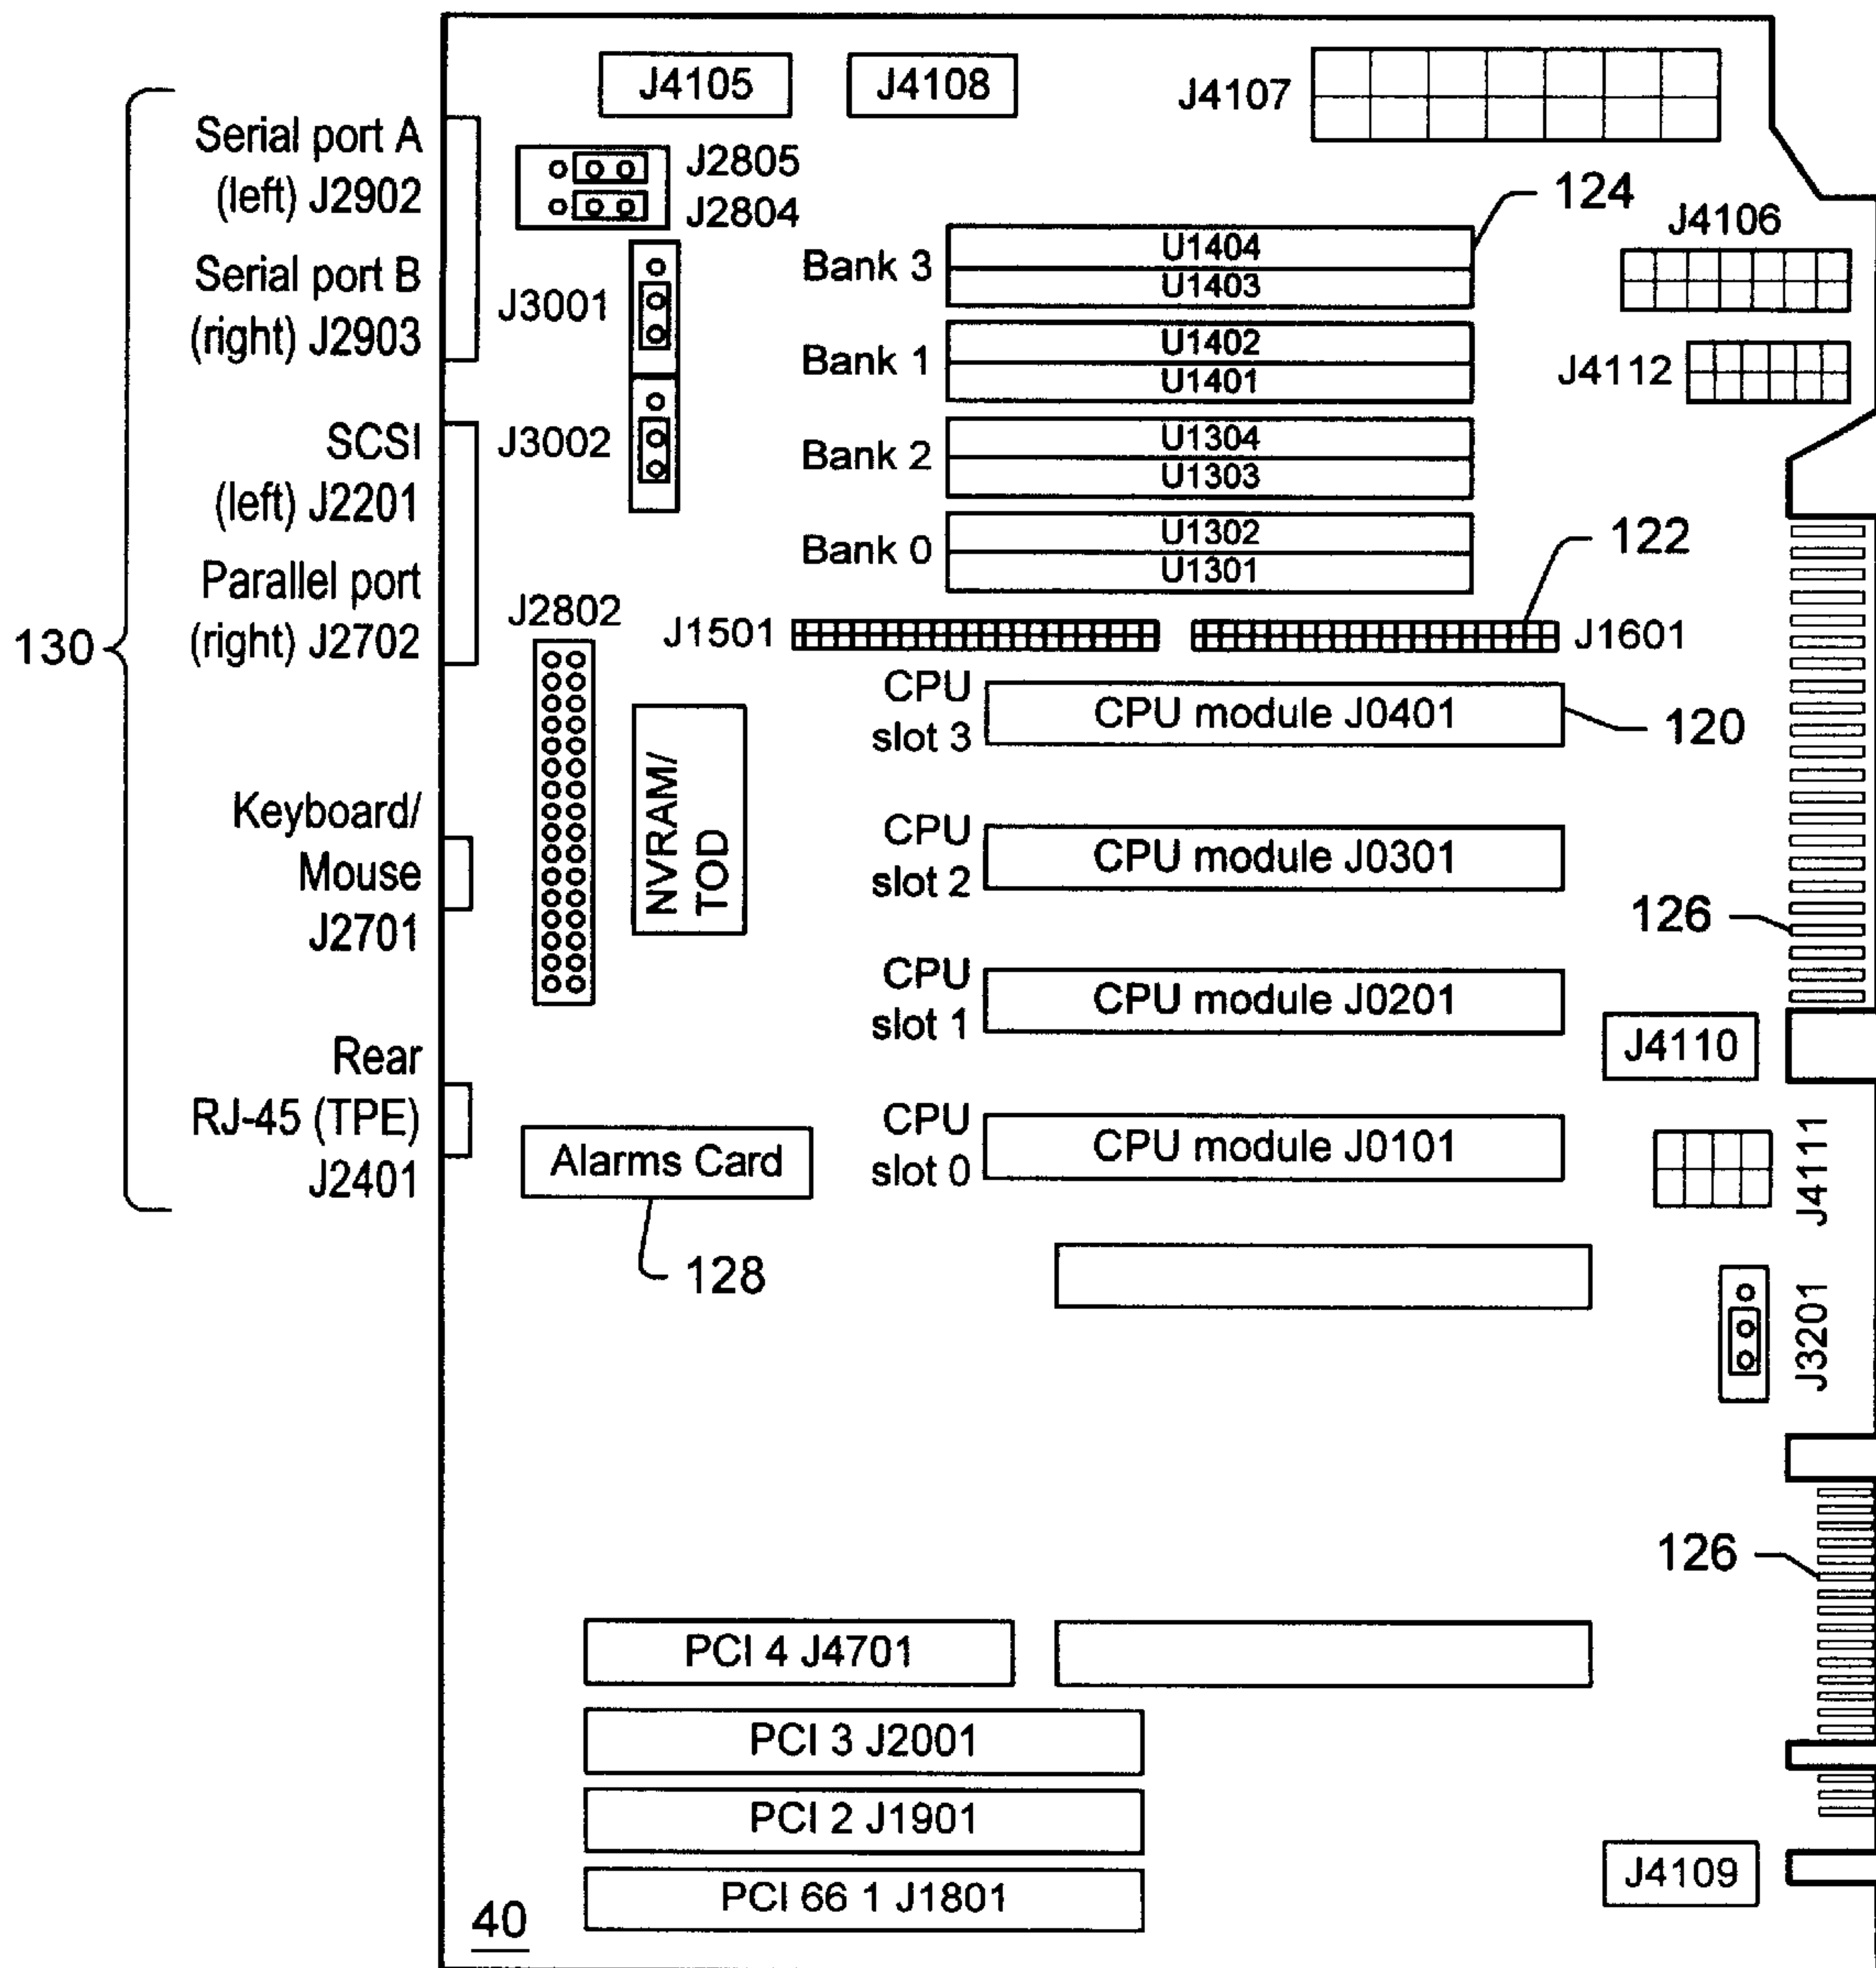 J4105
J4108
J4107
Serial port A
(left) J2902
J2805
J2804
124
J4106
Serial port B
(right) J2903
J3001
Bank 3
U1404
U1403
Bank 1
U1402
U1401
J4112
SCSI
(left) J2201
J3002
Bank 2
U1304
U1303
Bank 0
U1302
U1301
122
Parallel port
(right) J2702
130
J2802
J1501
J1601
CPU
slot 3
CPU module J0401
120
NVRAM/
TOD
Keyboard/
Mouse
J2701
CPU
slot 2
CPU module J0301
126
CPU
slot 1
CPU module J0201
J4110
Rear
RJ-45 (TPE)
J2401
Alarms Card
128
CPU
slot 0
CPU module J0101
J4111
J3201
126
PCI 4 J4701
PCI 3 J2001
PCI 2 J1901
PCI 66 1 J1801
J4109
40